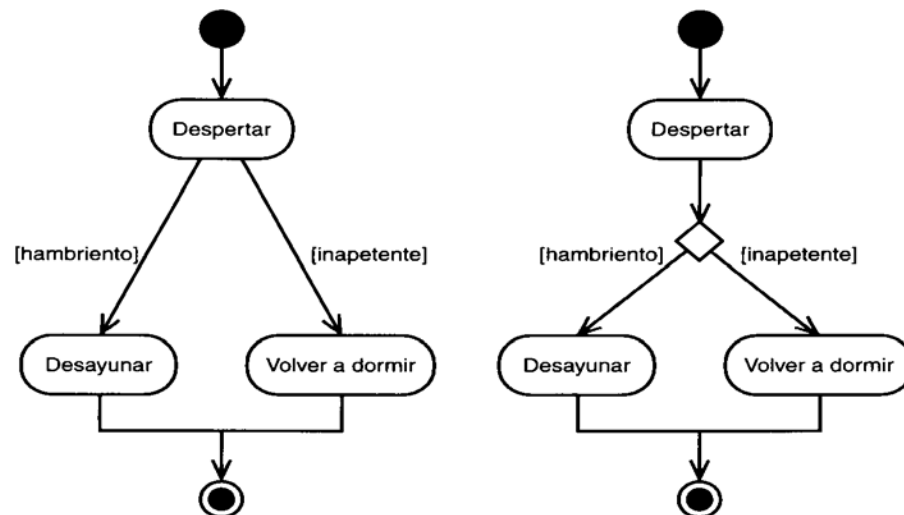 Despertar
[hambriento]
[inapetente]
Desayunar
Volver a dormir
Despertar
[hambriento]
[inapetente]
Desayunar
Volver a dormir